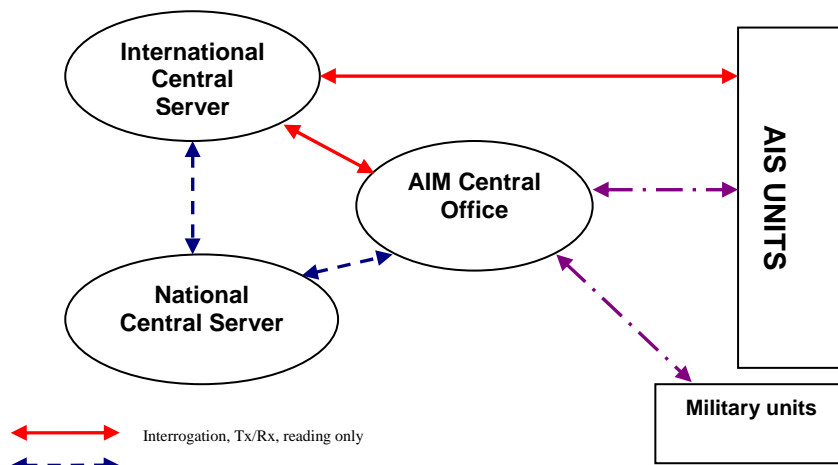 International
Central
Server
AIM Central
Office
AIS UNITS
National
Central Server
Military units
Interrogation, Tx/Rx, reading only